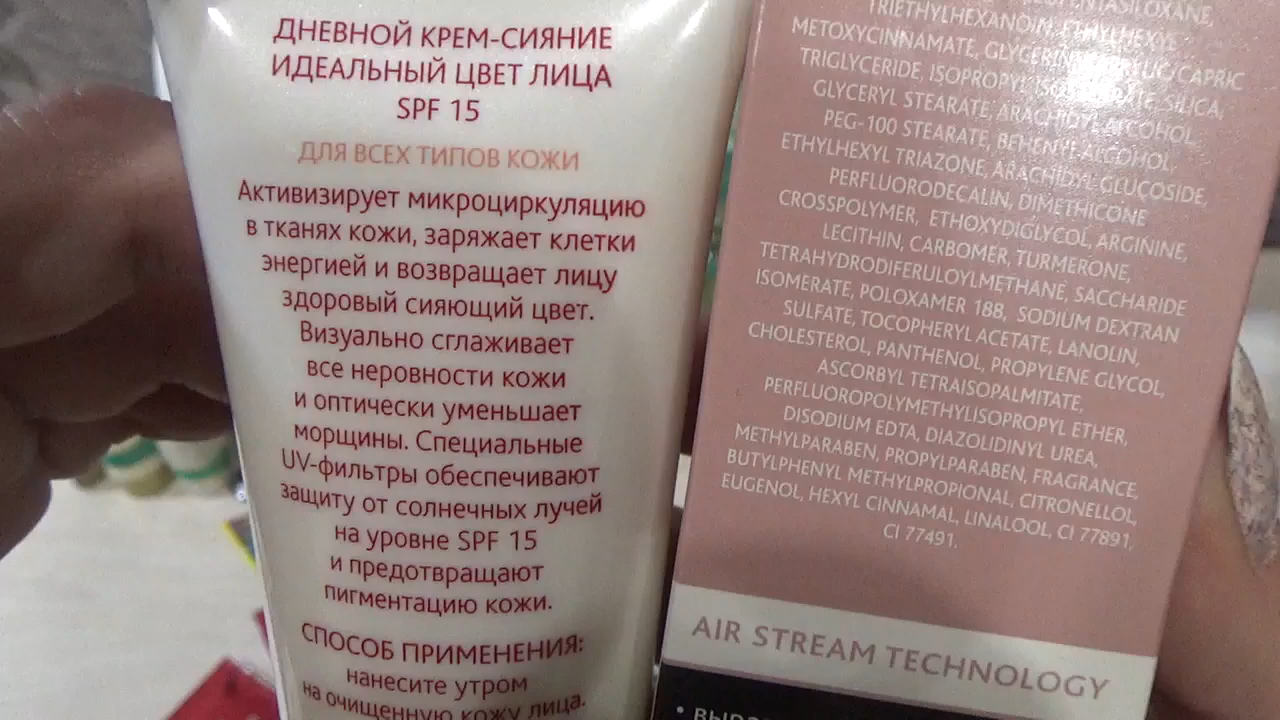 ДНЕВНОЙ КРЕМ-СИЯНИЕ
ИДЕАЛЬНЫЙ ЦВЕТ ЛИЦА
SPF 15
ДЛЯ ВСЕХ ТИПОВ КОЖИ
Активизирует микроциркуляцию
в тканях кожи, заряжает клетки
энергией и возвращает лицу
здоровый сияющий цвет.
Визуально сглаживает
все неровности кожи
и оптически уменьшает
морщины. Специальные
UV-фильтры обеспечивают
защиту от солнечных лучей
на уровне SPF 15
и предотвращают
пигментацию кожи.
СПОСОБ ПРИМЕНЕНИЯ:
нанесите утром
на очищенную кожу лица.
TRIETHYLHEXANOIN,
METOXYCINNAMATE, CAPRIC
TRIGLYCERIDE, SILICA,
GLYCERYL STEARATE, ARACHIDYL ALCOHOL,
PEG-100 STEARATE, BEHENYL ALCOHOL,
ETHYLHEXYL TRIAZONE, ARACHIDYL GLUCOSIDE,
PERFLUORODECALIN, DIMETHICONE
CROSSPOLYMER, ETHOXYDIGLYCOL, ARGININE,
LECITHIN, CARBOMER, TURMERONE,
TETRAHYDRODIFERULOYLMETHANE, SACCHARIDE
ISOMERATE, POLOXAMER 188, SODIUM DEXTRAN
SULFATE, TOCOPHERYL ACETATE, LANOLIN,
CHOLESTEROL, PANTHENOL, PROPYLENE GLYCOL,
ASCORBYL TETRAISOPALMITATE,
PERFLUOROPOLYMETHYLISOPROPYL ETHER,
DISODIUM EDTA, DIAZOLIDINYL UREA,
METHYLPARABEN, PROPYLPARABEN, FRAGRANCE,
BUTYLPHENYL METHYLPROPIONAL, CITRONELLOL,
EUGENOL, HEXYL CINNAMAL, LINALOOL, CI 77891,
CI 77491.
AIR STREAM TECHNOLOGY